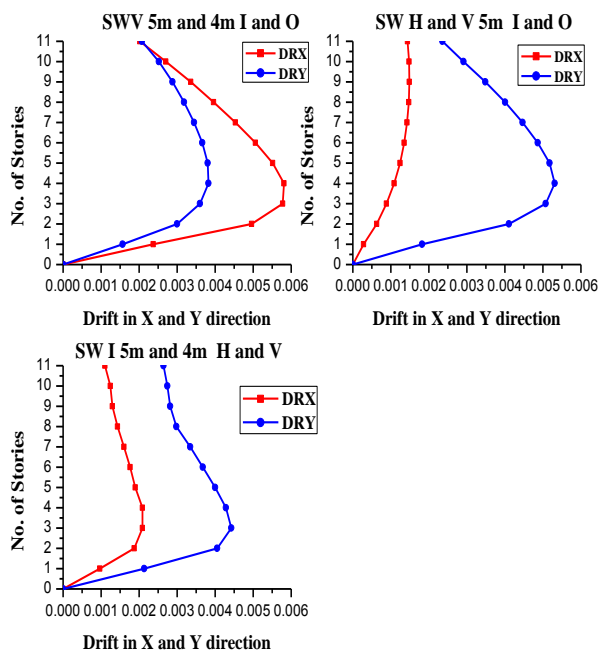 SWV 5m and 4m I and O
11
10
9
8
7
6
5
4
3
2
1
0
No. of Stories
DRX
DRY
0.000 0.001 0.002 0.003 0.004 0.005 0.006
Drift in X and Y direction
SW H and V 5m I and O
11
10
9
8
7
6
5
4
3
2
1
0
No. of Stories
DRX
DRY
0.000 0.001 0.002 0.003 0.004 0.005 0.006
Drift in X and Y direction
SW I 5m and 4m H and V
11
10
9
8
7
6
5
4
3
2
1
0
No. of Stories
DRX
DRY
0.000 0.001 0.002 0.003 0.004 0.005 0.006
Drift in X and Y direction